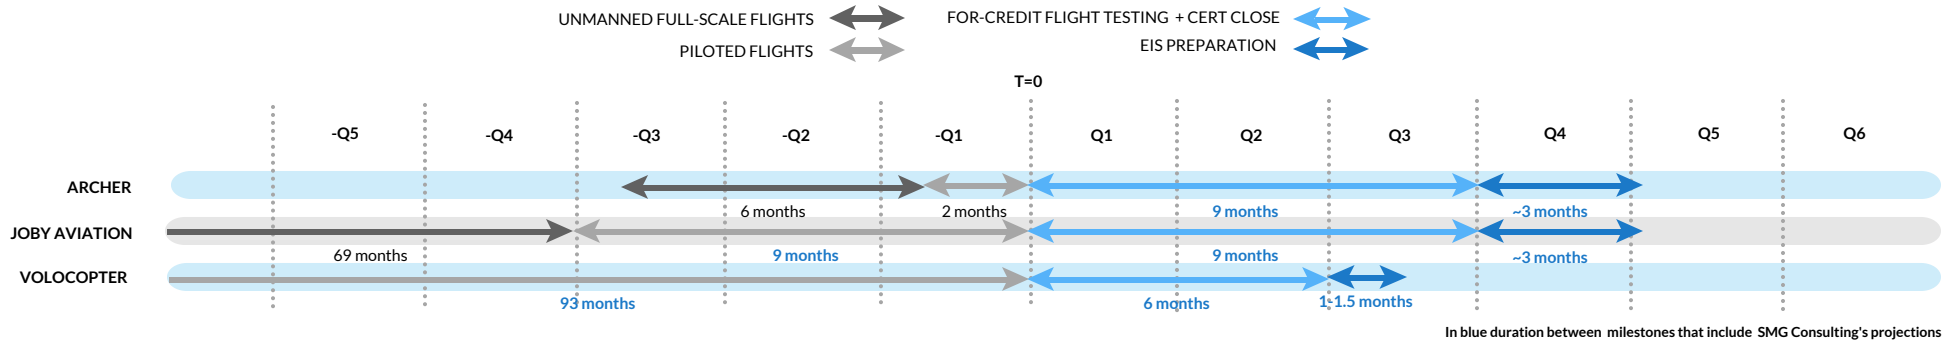 UNMANNED FULL-SCALE FLIGHTS
FOR-CREDIT FLIGHT TESTING + CERT CLOSE
PILOTED FLIGHTS
EIS PREPARATION
T=0
-Q5 -Q4 -Q3 -Q2 -Q1 Q1 Q2 Q3 Q4 Q5 Q6
ARCHER
6 months 2 months 9 months ~3 months
JOBY AVIATION
69 months 9 months 9 months ~3 months
VOLOCOPTER
93 months 6 months 1-1.5 months
In blue duration between milestones that include SMG Consulting's projections